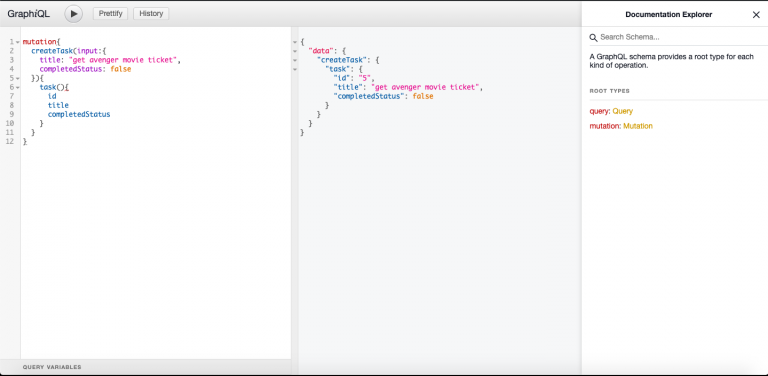 GraphiQL
Prettify
History
1 mutation{
2 createTask(input:{
3 title: "get avenger movie ticket",
4 completedStatus: false
5 }){
6 task(){
7 id
8 title
9 completedStatus
10 }
11 }
12 }
QUERY VARIABLES
{
"data": {
"createTask": {
"task": {
"id": "5",
"title": "get avenger movie ticket",
"completedStatus": false
}
}
}
}
Documentation Explorer
Search Schema...
A GraphQL schema provides a root type for each
kind of operation.
ROOT TYPES
query: Query
mutation: Mutation